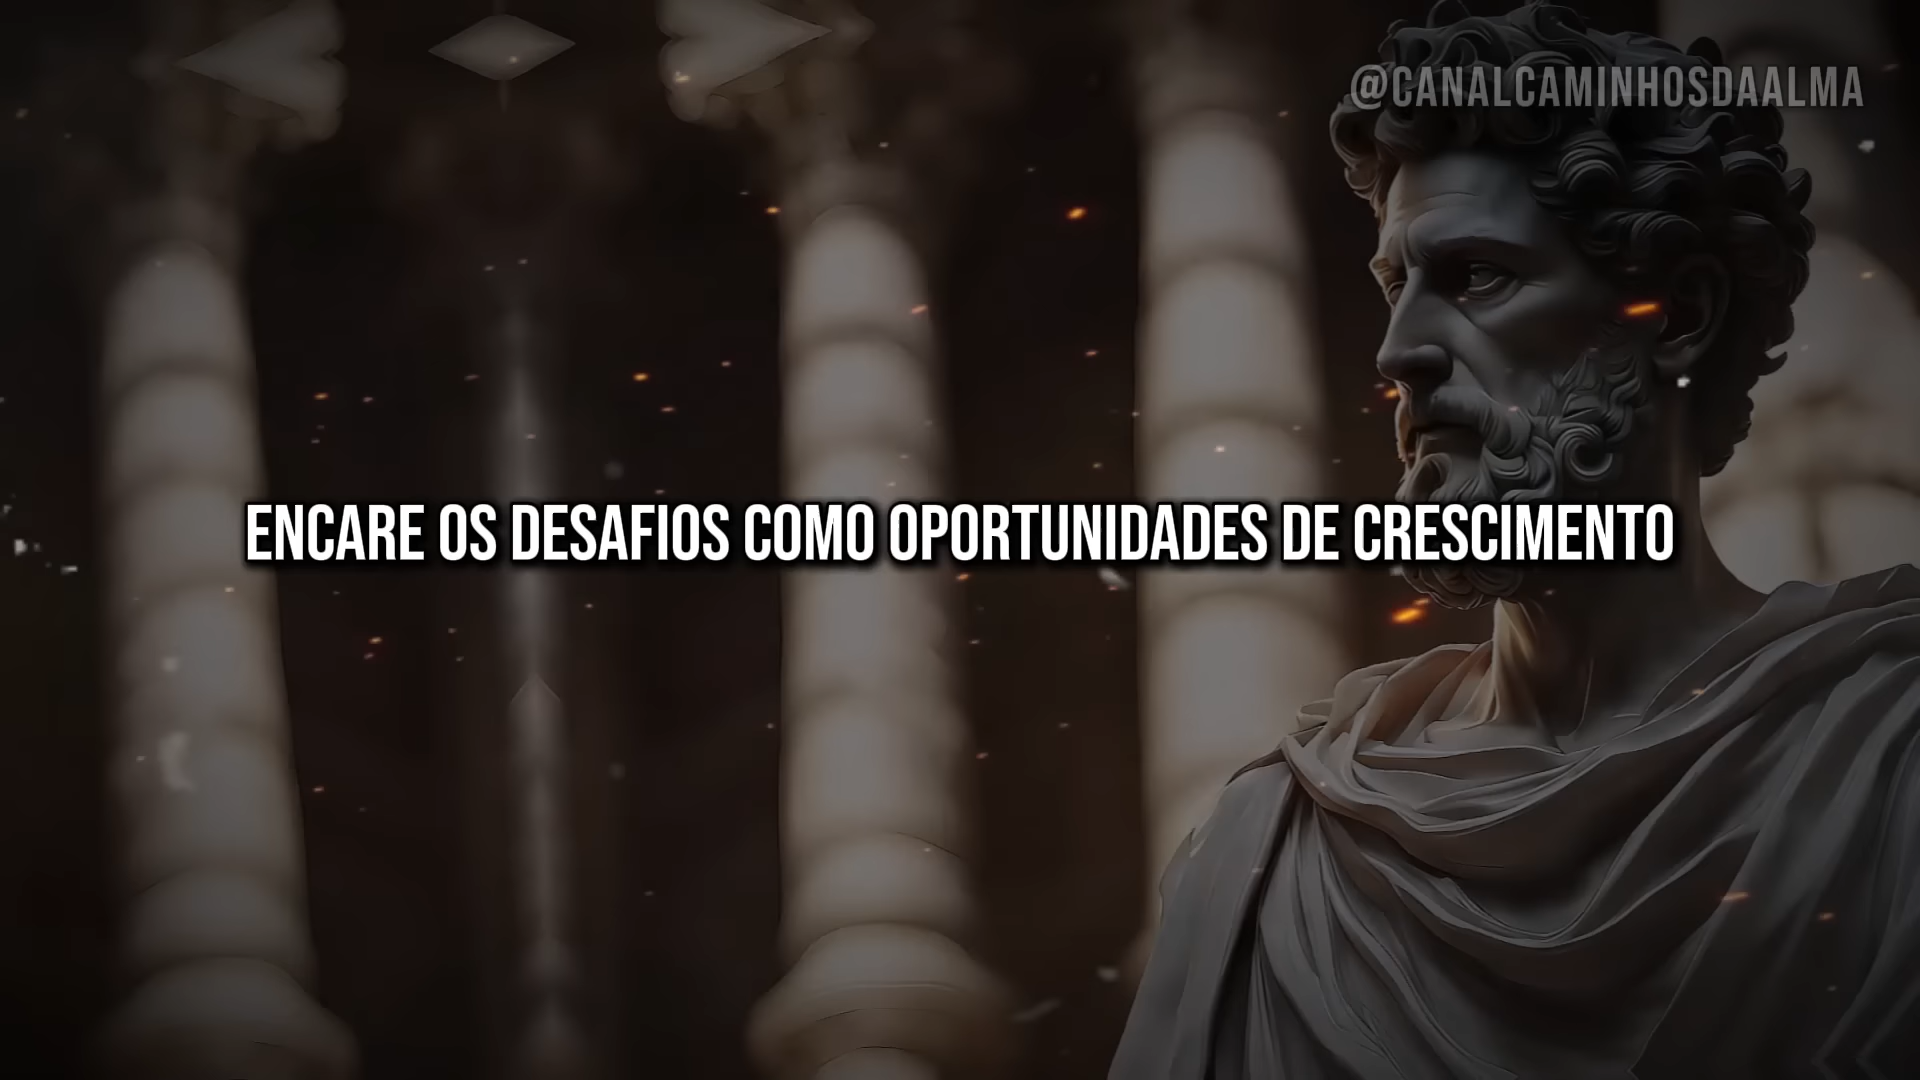 @CANALCAMINHOSDAALMA
ENCARE OS DESAFIOS COMO OPORTUNIDADES DE CRESCIMENTO